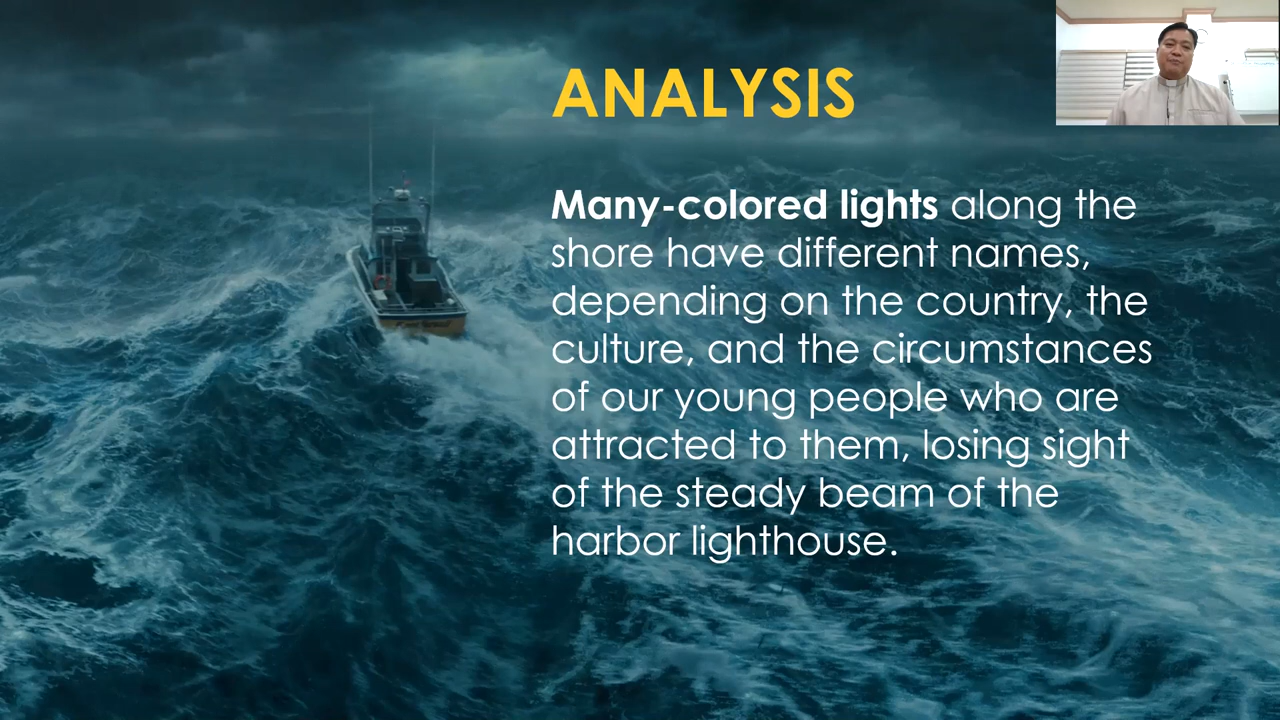 ANALYSIS
Many-colored lights along the
shore have different names,
depending on the country, the
culture, and the circumstances
of our young people who are
attracted to them, losing sight
of the steady beam of the
harbor lighthouse.